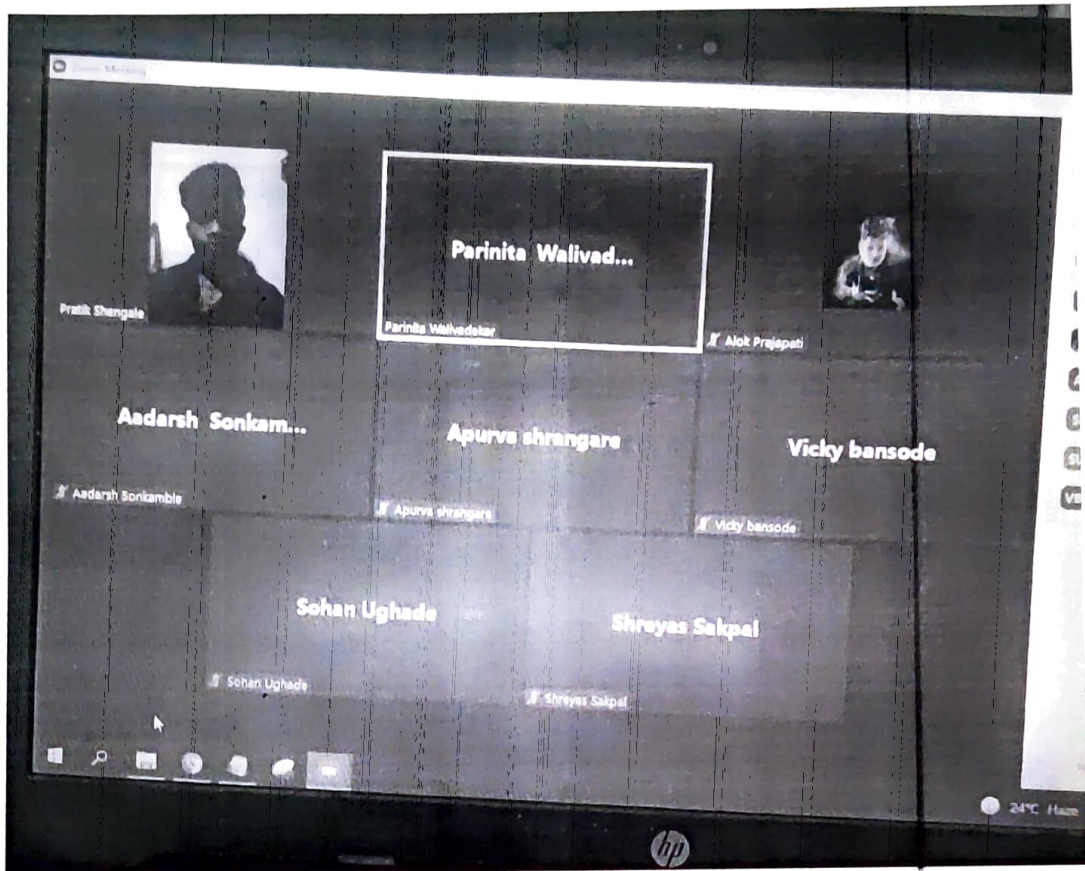 Zoom Meeting
Parinita Walivad...
Pratik Shengale
Parinita Walivadekar
Alok Prajapati
Aadarsh Sonkam...
Apurva shrangare
Vicky bansode
Aadarsh Sonkamble
Apurva shrangare
Vicky bansode
Sohan Ughade
Shreyas Sakpal
Sohan Ughade
Shreyas Sakpal
24°C Haze
hp